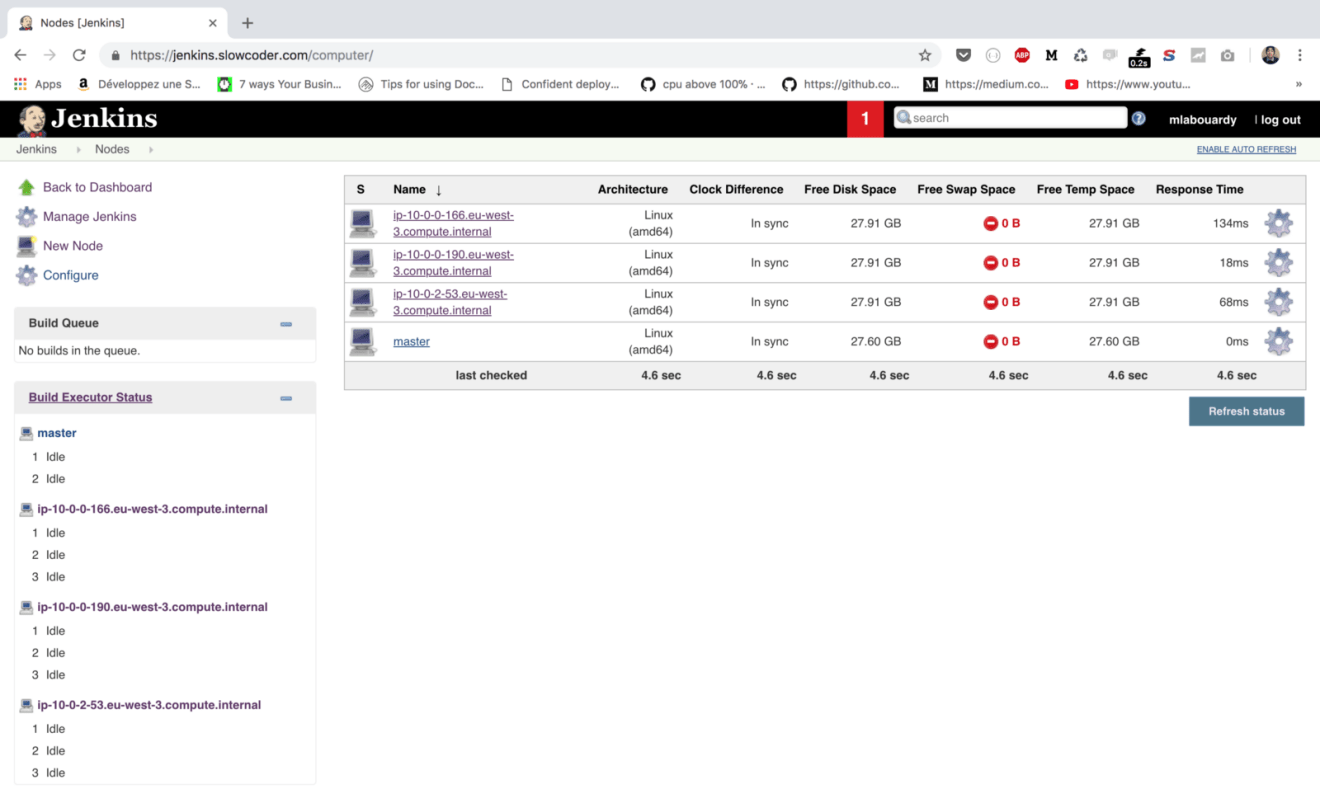 Nodes [Jenkins]
https://jenkins.slowcoder.com/computer/
ABP M 0.2s S
Apps a Développez une S... 7 ways Your Busin... Tips for using Doc... Confident deploy... cpu above 100% · ... https://github.co... M https://medium.co... https://www.youtu... »
Jenkins 1 search ? mlabouardy | log out
Jenkins Nodes ENABLE AUTO REFRESH
Back to Dashboard
Manage Jenkins
New Node
Configure
Build Queue
No builds in the queue.
Build Executor Status
master
1 Idle
2 Idle
ip-10-0-0-166.eu-west-3.compute.internal
1 Idle
2 Idle
3 Idle
ip-10-0-0-190.eu-west-3.compute.internal
1 Idle
2 Idle
3 Idle
ip-10-0-2-53.eu-west-3.compute.internal
1 Idle
2 Idle
3 Idle
S Name ↓ Architecture Clock Difference Free Disk Space Free Swap Space Free Temp Space Response Time
ip-10-0-0-166.eu-west-
3.compute.internal
Linux
(amd64)
In sync 27.91 GB 0 B 27.91 GB 134ms
ip-10-0-0-190.eu-west-
3.compute.internal
Linux
(amd64)
In sync 27.91 GB 0 B 27.91 GB 18ms
ip-10-0-2-53.eu-west-
3.compute.internal
Linux
(amd64)
In sync 27.91 GB 0 B 27.91 GB 68ms
master
Linux
(amd64)
In sync 27.60 GB 0 B 27.60 GB 0ms
last checked 4.6 sec 4.6 sec 4.6 sec 4.6 sec 4.6 sec 4.6 sec
Refresh status